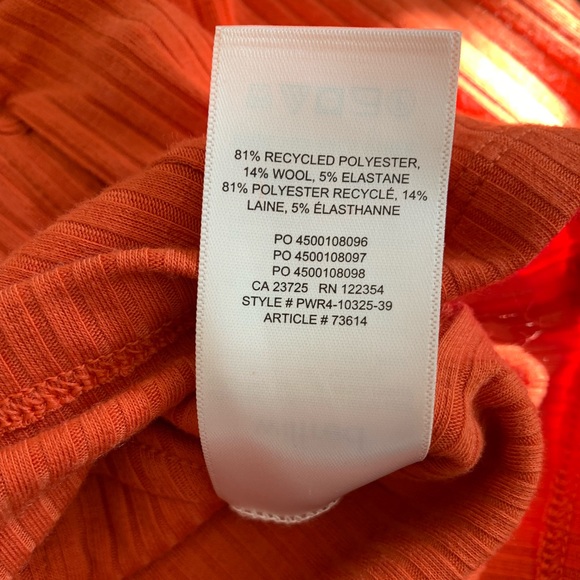 81% RECYCLED POLYESTER,
14% WOOL, 5% ELASTANE
81% POLYESTER RECYCLÉ, 14%
LAINE, 5% ÉLASTHANNE
PO 4500108096
PO 4500108097
PO 4500108098
CA 23725 RN 122354
STYLE # PWR4-10325-39
ARTICLE # 73614